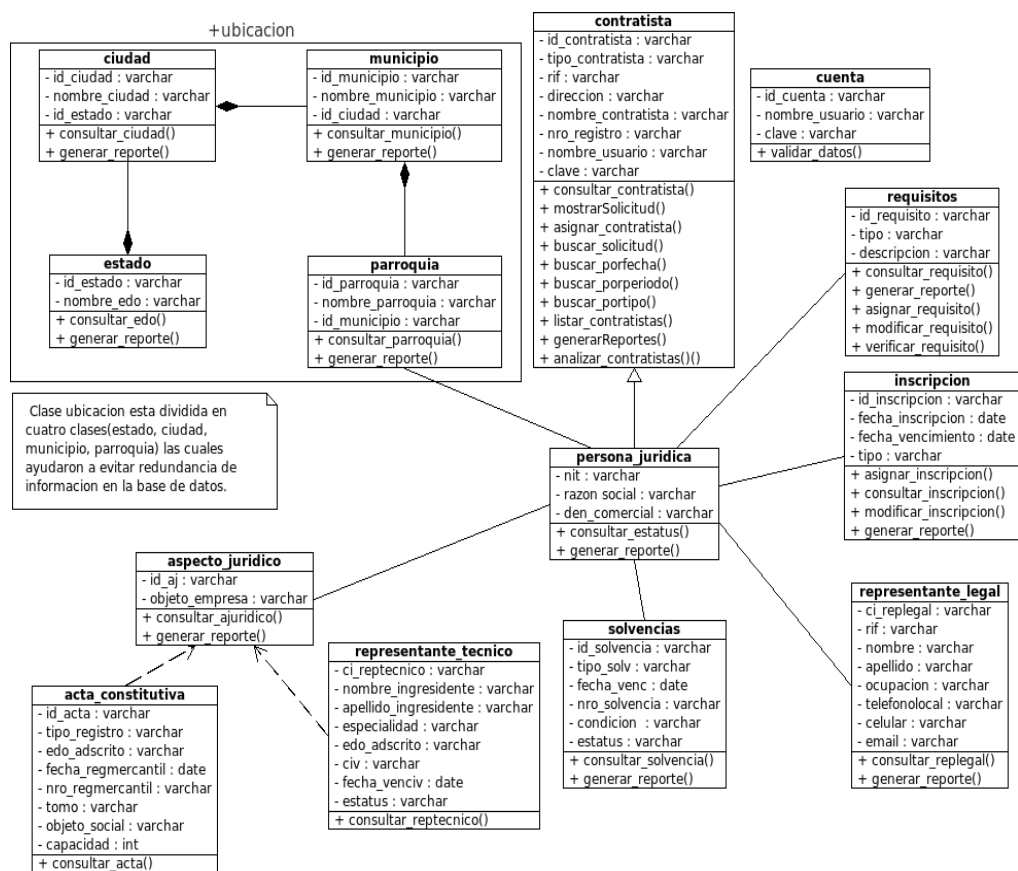 +ubicacion
ciudad
- id_ciudad : varchar
- nombre_ciudad : varchar
- id_estado : varchar
+ consultar_ciudad()
+ generar_reporte()
municipio
- id_municipio : varchar
- nombre_municipio : varchar
- id_ciudad : varchar
+ consultar_municipio()
+ generar_reporte()
estado
- id_estado : varchar
- nombre_edo : varchar
+ consultar_edo()
+ generar_reporte()
parroquia
- id_parroquia : varchar
- nombre_parroquia : varchar
- id_municipio : varchar
+ consultar_parroquia()
+ generar_reporte()
Clase ubicacion esta dividida en
cuatro clases(estado, ciudad,
municipio, parroquia) las cuales
ayudaron a evitar redundancia de
informacion en la base de datos.
contratista
- id_contratista : varchar
- tipo_contratista : varchar
- rif : varchar
- direccion : varchar
- nombre_contratista : varchar
- nro_registro : varchar
- nombre_usuario : varchar
- clave : varchar
+ consultar_contratista()
+ mostrarSolicitud()
+ asignar_contratista()
+ buscar_solicitud()
+ buscar_porfecha()
+ buscar_porperiodo()
+ buscar_portipo()
+ listar_contratistas()
+ generarReportes()
+ analizar_contratistas()()
cuenta
- id_cuenta : varchar
- nombre_usuario : varchar
- clave : varchar
+ validar_datos()
requisitos
- id_requisito : varchar
- tipo : varchar
- descripcion : varchar
+ consultar_requisito()
+ generar_reporte()
+ asignar_requisito()
+ modificar_requisito()
+ verificar_requisito()
inscripcion
- id_inscripcion : varchar
- fecha_inscripcion : date
- fecha_vencimiento : date
- tipo : varchar
+ asignar_inscripcion()
+ consultar_inscripcion()
+ modificar_inscripcion()
+ generar_reporte()
persona_juridica
- nit : varchar
- razon social : varchar
- den_comercial : varchar
+ consultar_estatus()
+ generar_reporte()
aspecto_juridico
- id_aj : varchar
- objeto_empresa : varchar
+ consultar_ajuridico()
+ generar_reporte()
representante_legal
- ci_replegal : varchar
- rif : varchar
- nombre : varchar
- apellido : varchar
- ocupacion : varchar
- telefonolocal : varchar
- celular : varchar
- email : varchar
+ consultar_replegal()
+ generar_reporte()
solvencias
- id_solvencia : varchar
- tipo_solv : varchar
- fecha_venc : date
- nro_solvencia : varchar
- condicion : varchar
- estatus : varchar
+ consultar_solvencia()
+ generar_reporte()
representante_tecnico
- ci_reptecnico : varchar
- nombre_ingresidente : varchar
- apellido_ingresidente : varchar
- especialidad : varchar
- edo_adscrito : varchar
- civ : varchar
- fecha_venciv : date
- estatus : varchar
+ consultar_reptecnico()
acta_constitutiva
- id_acta : varchar
- tipo_registro : varchar
- edo_adscrito : varchar
- fecha_regmercantil : date
- nro_regmercantil : varchar
- tomo : varchar
- objeto_social : varchar
- capacidad : int
+ consultar_acta()